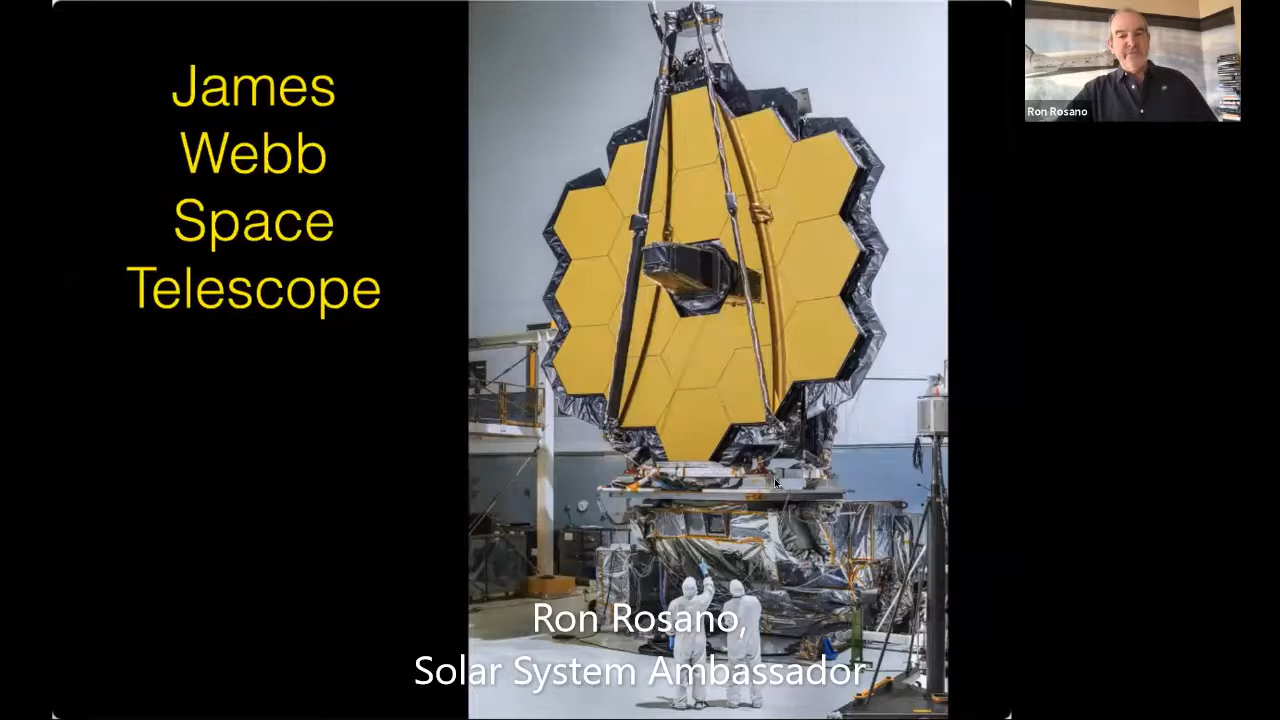 James
Webb
Space
Telescope
Ron Rosano
Ron Rosano,
Solar System Ambassador